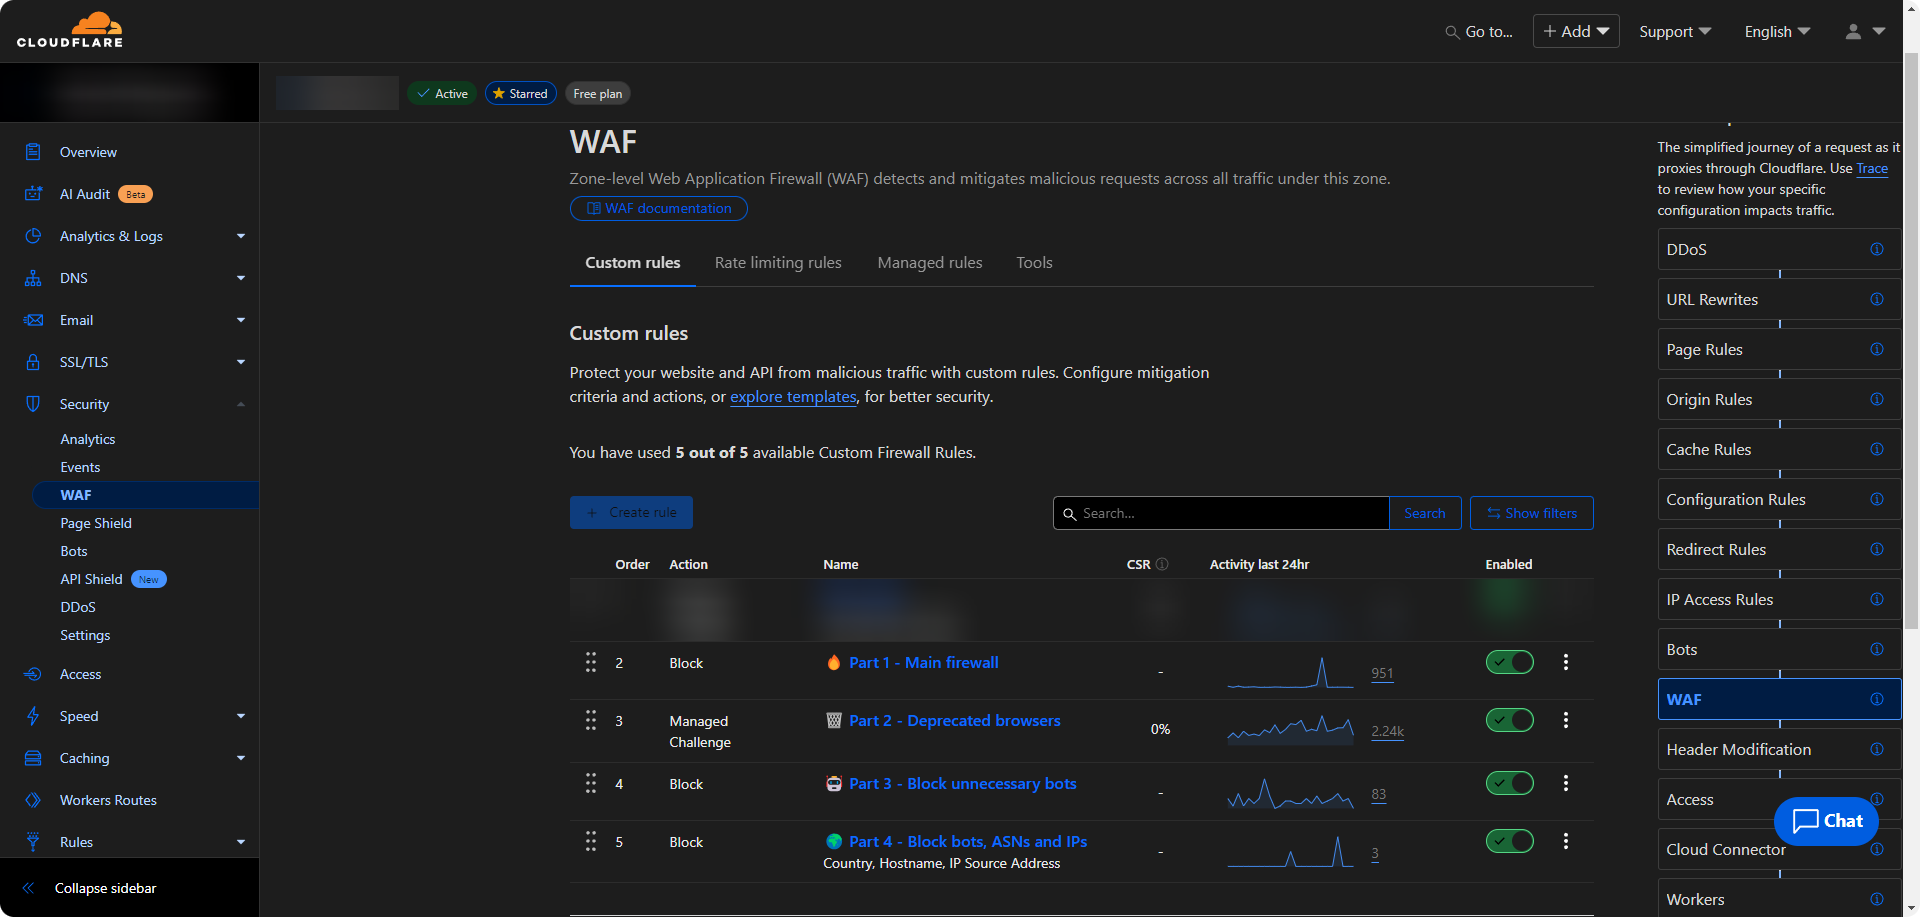 CLOUDFLARE
Go to...
Add
Support
English
Active
Starred
Free plan
Overview
AI Audit Beta
Analytics & Logs
DNS
Email
SSL/TLS
Security
Analytics
Events
WAF
Page Shield
Bots
API Shield New
DDoS
Settings
Access
Speed
Caching
Workers Routes
Rules
Collapse sidebar
WAF
Zone-level Web Application Firewall (WAF) detects and mitigates malicious requests across all traffic under this zone.
WAF documentation
Custom rules Rate limiting rules Managed rules Tools
Custom rules
Protect your website and API from malicious traffic with custom rules. Configure mitigation
criteria and actions, or explore templates, for better security.
You have used 5 out of 5 available Custom Firewall Rules.
+ Create rule
Search...
Search
Show filters
Order Action Name CSR Activity last 24hr Enabled
2 Block 🔥 Part 1 - Main firewall - 951
3 Managed Challenge 🗑️ Part 2 - Deprecated browsers 0% 2.24k
4 Block 🤖 Part 3 - Block unnecessary bots - 83
5 Block 🌍 Part 4 - Block bots, ASNs and IPs - 3
Country, Hostname, IP Source Address
The simplified journey of a request as it
proxies through Cloudflare. Use Trace
to review how your specific
configuration impacts traffic.
DDoS
URL Rewrites
Page Rules
Origin Rules
Cache Rules
Configuration Rules
Redirect Rules
IP Access Rules
Bots
WAF
Header Modification
Access
Chat
Cloud Connector
Workers